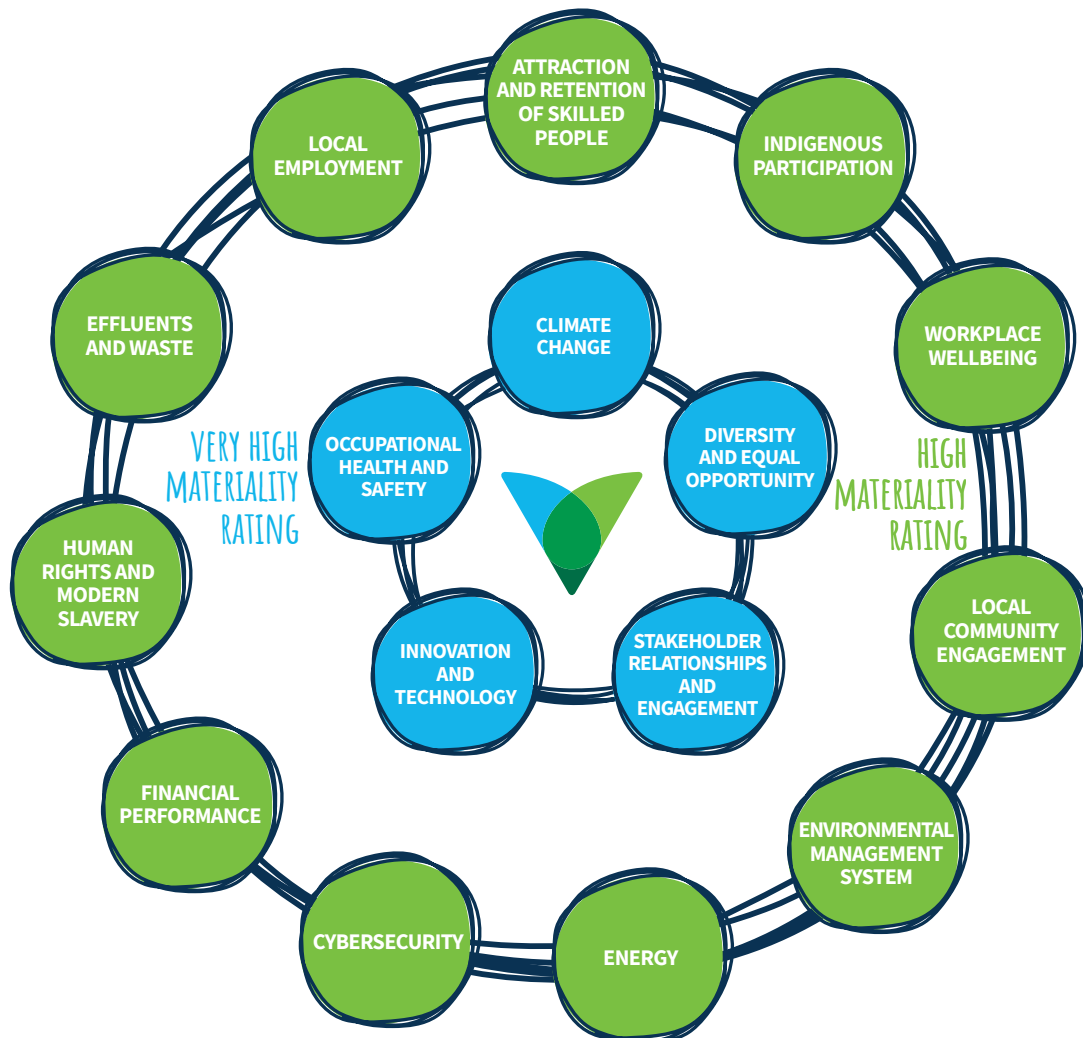 ATTRACTION
AND RETENTION
OF SKILLED
PEOPLE
INDIGENOUS
PARTICIPATION
WORKPLACE
WELLBEING
LOCAL
COMMUNITY
ENGAGEMENT
ENVIRONMENTAL
MANAGEMENT
SYSTEM
ENERGY
CYBERSECURITY
FINANCIAL
PERFORMANCE
HUMAN
RIGHTS AND
MODERN
SLAVERY
EFFLUENTS
AND WASTE
LOCAL
EMPLOYMENT
HIGH
MATERIALITY
RATING
VERY HIGH
MATERIALITY
RATING
CLIMATE
CHANGE
DIVERSITY
AND EQUAL
OPPORTUNITY
STAKEHOLDER
RELATIONSHIPS
AND
ENGAGEMENT
INNOVATION
AND
TECHNOLOGY
OCCUPATIONAL
HEALTH AND
SAFETY